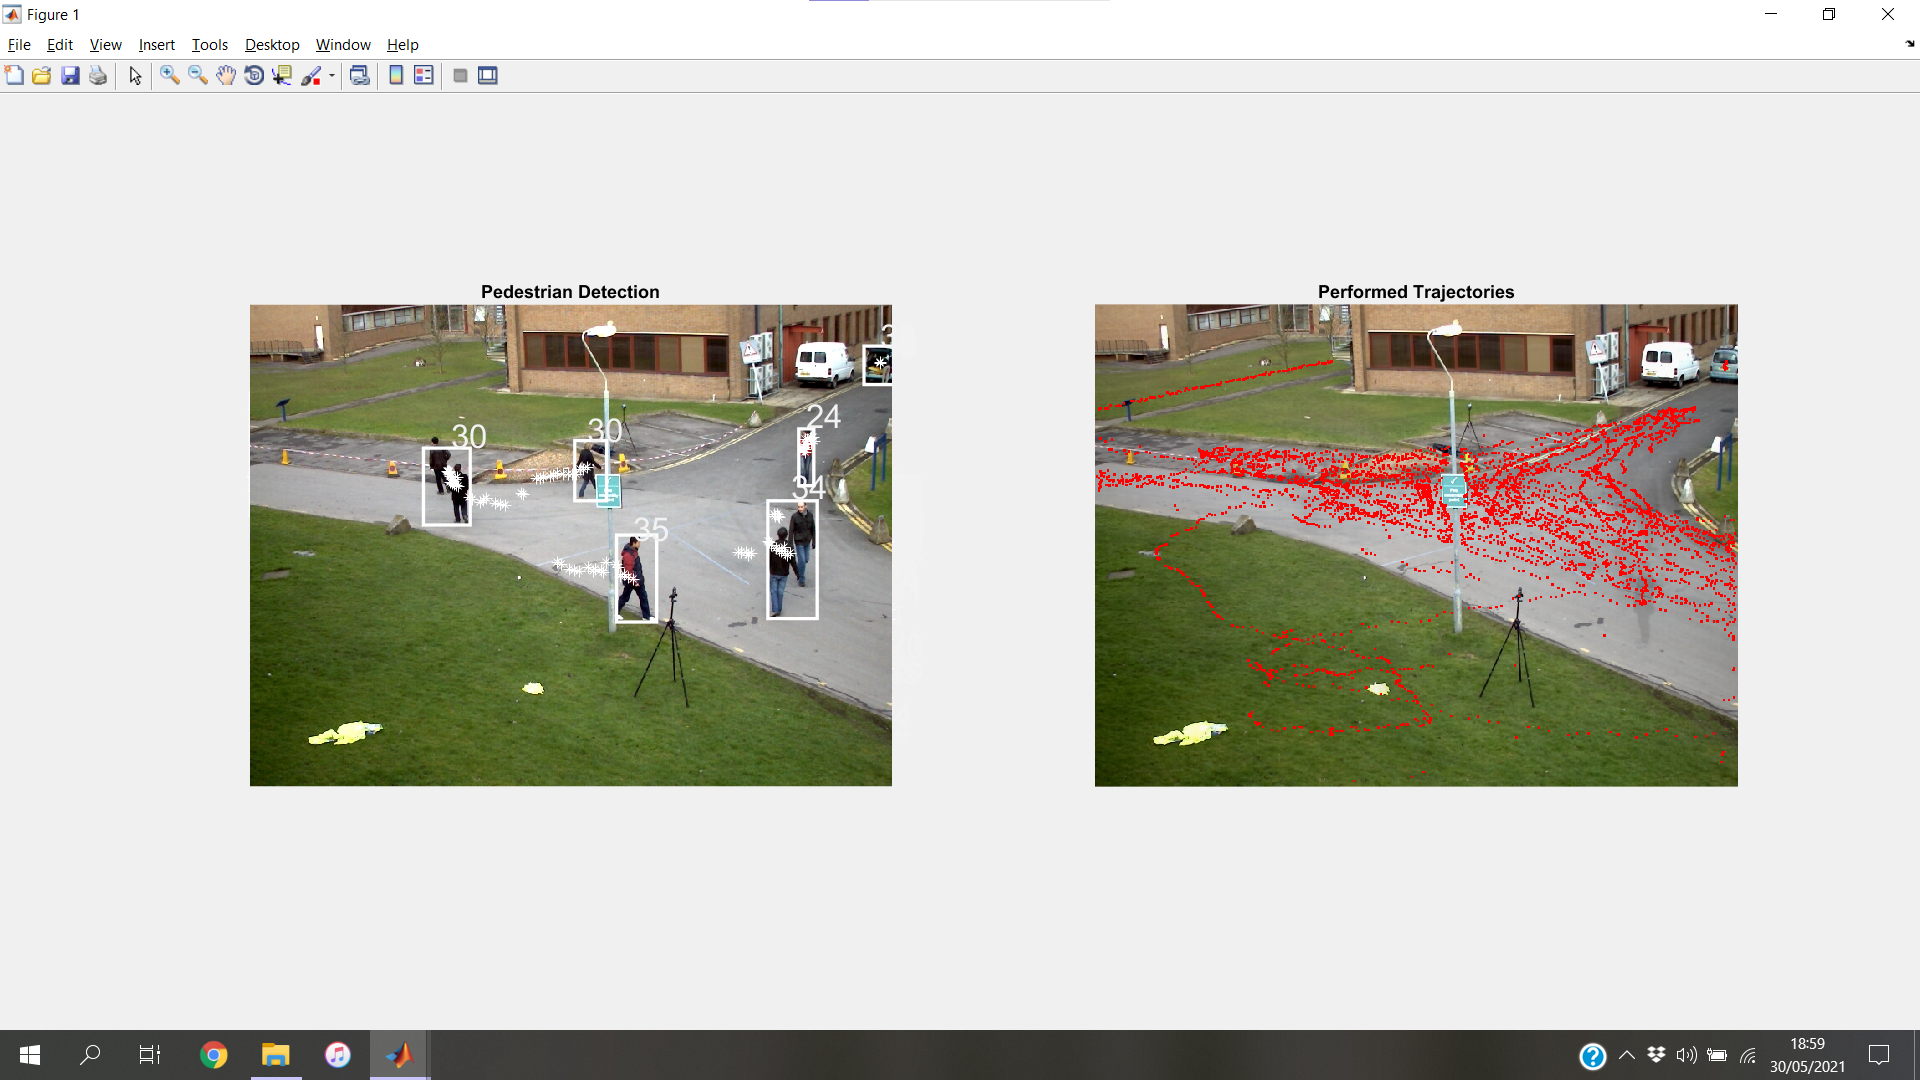 Figure 1
File Edit View Insert Tools Desktop Window Help
Pedestrian Detection
Performed Trajectories
30
30
24
34
35
18:59
30/05/2021